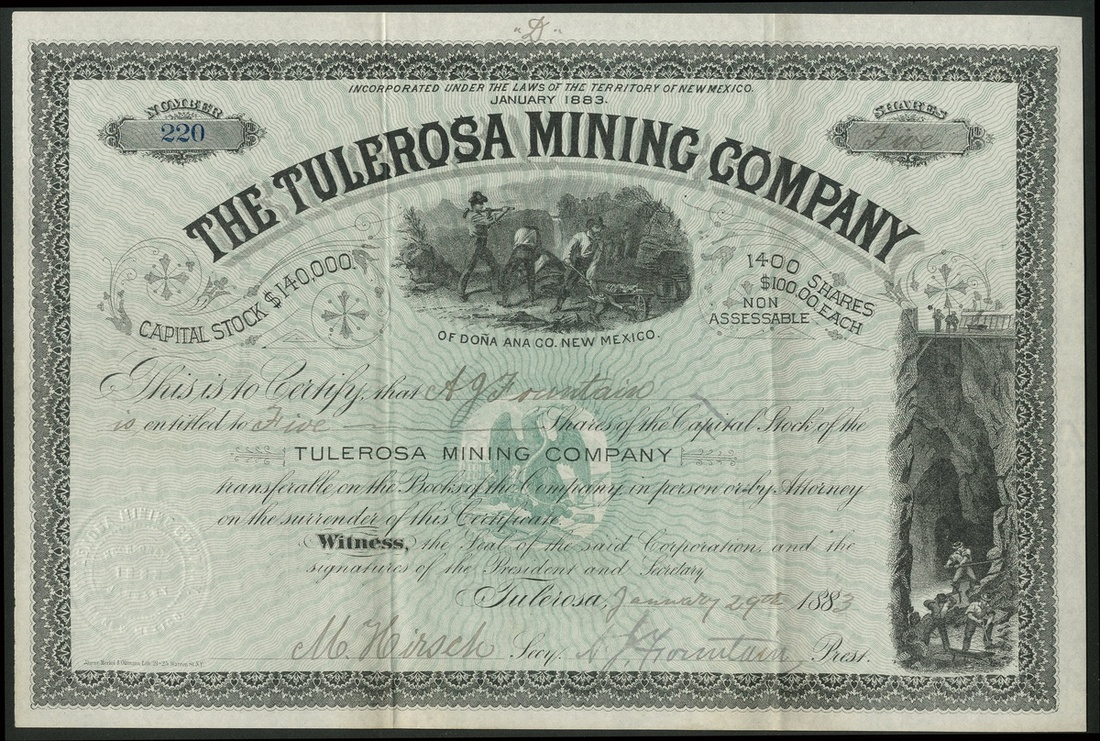 "D"
INCORPORATED UNDER THE LAWS OF THE TERRITORY OF NEW MEXICO.
JANUARY 1883.
NUMBER
220
SHARES
Five
THE TULEROSA MINING COMPANY
CAPITAL STOCK $140,000.
1400 SHARES
$100.00 EACH
NON
ASSESSABLE
OF DOÑA ANA CO. NEW MEXICO.
This is to Certify, that A J Fountain
is entitled to Five Shares of the Capital Stock of the
TULEROSA MINING COMPANY
transferable on the Books of the Company in person or by Attorney
on the surrender of this Certificate
Witness, the Seal of the said Corporation, and the
signatures of the President and Secretary
Tulerosa, January 29th 1883
M Hirsch Secy. A J Fountain Prest.